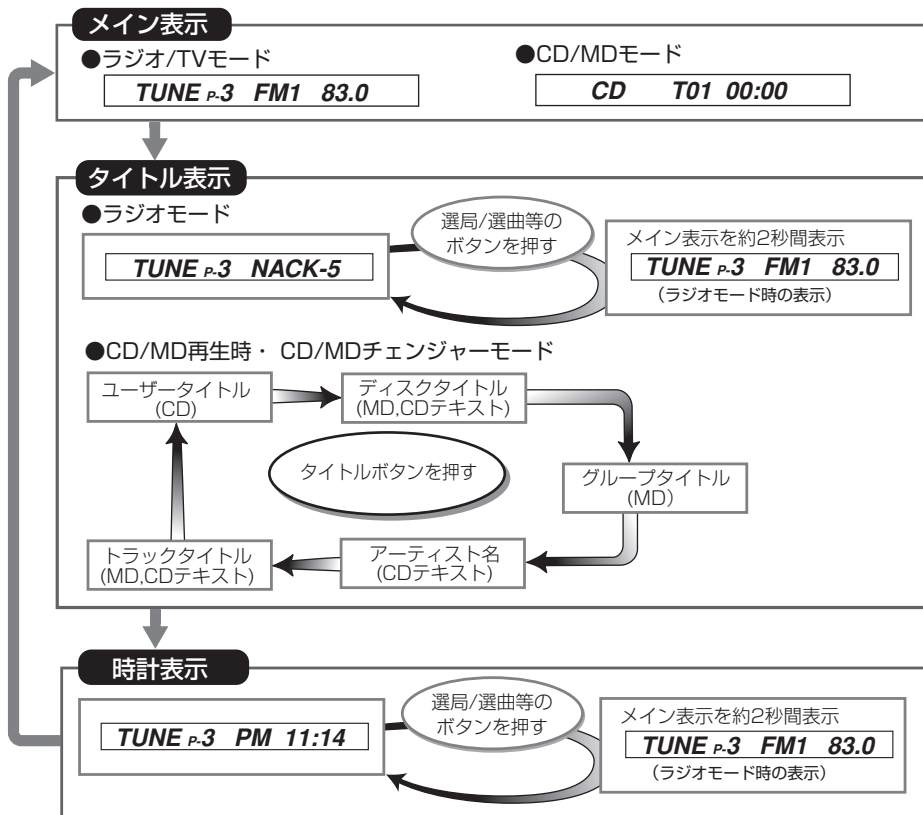 メイン表示
●ラジオ/TVモード
TUNE P-3 FM1 83.0
●CD/MDモード
CD T01 00:00
タイトル表示
●ラジオモード
TUNE P-3 NACK-5
選局/選曲等の
ボタンを押す
メイン表示を約2秒間表示
TUNE P-3 FM1 83.0
(ラジオモード時の表示)
●CD/MD再生時・ CD/MDチェンジャーモード
ユーザータイトル
(CD)
ディスクタイトル
(MD,CDテキスト)
グループタイトル
(MD)
アーティスト名
(CDテキスト)
トラックタイトル
(MD,CDテキスト)
タイトルボタンを押す
時計表示
TUNE P-3 PM 11:14
選局/選曲等の
ボタンを押す
メイン表示を約2秒間表示
TUNE P-3 FM1 83.0
(ラジオモード時の表示)